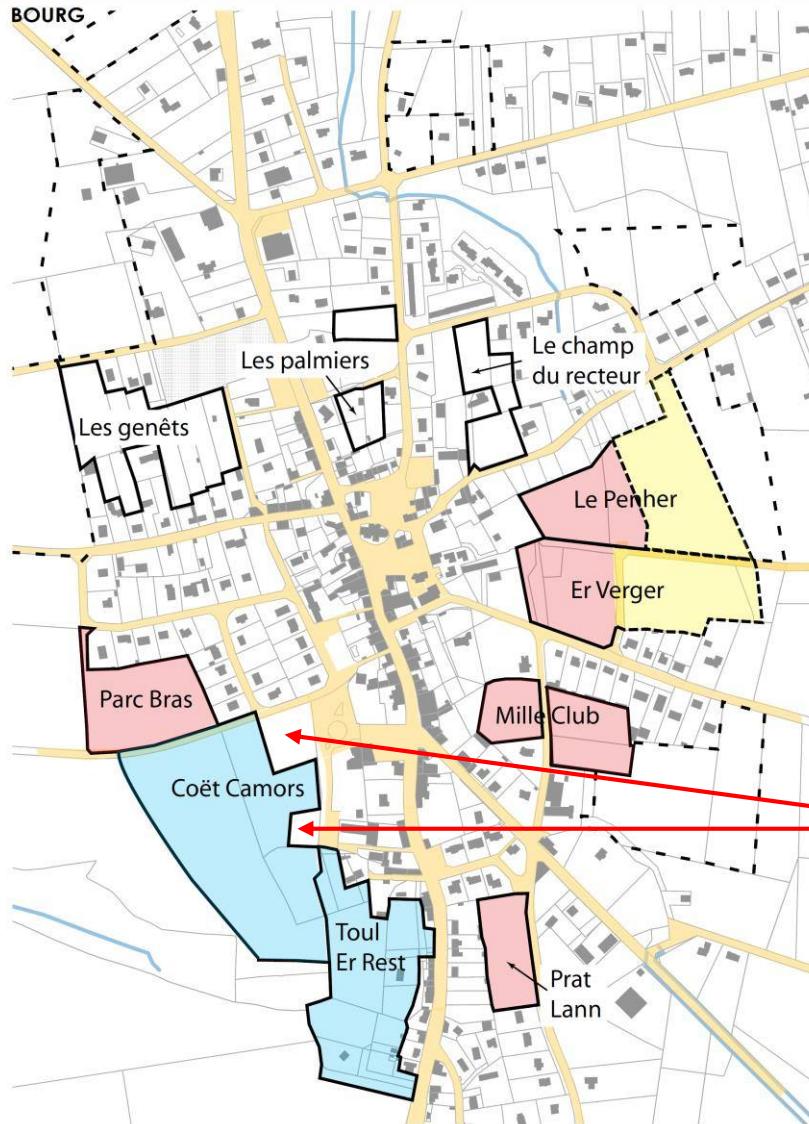 BOURG
Les palmiers
Le champ
du recteur
Les genêts
Le Penher
Er Verger
Parc Bras
Mille Club
Coët Camors
Toul
Er Rest
Prat
Lann